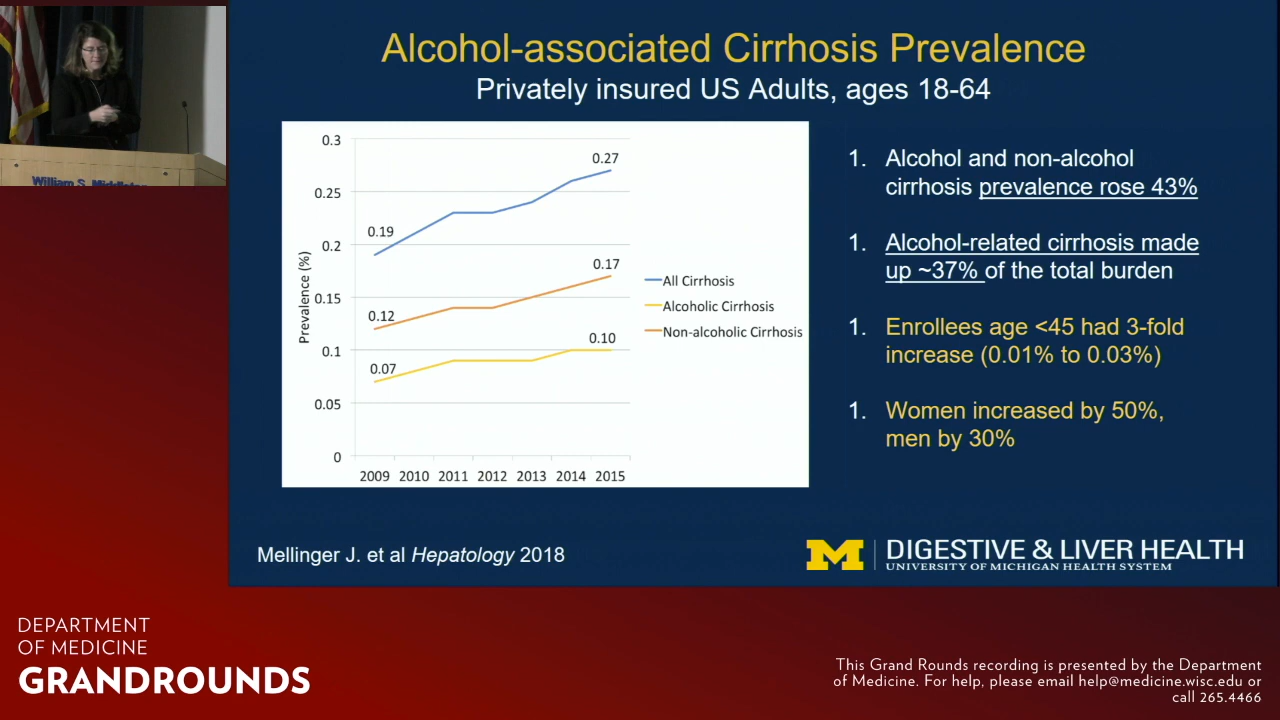 Alcohol-associated Cirrhosis Prevalence
Privately insured US Adults, ages 18-64
0.3
0.25
0.2
0.15
0.1
0.05
0
Prevalence (%)
0.19
0.27
0.12
0.17
0.07
0.10
2009 2010 2011 2012 2013 2014 2015
All Cirrhosis
Alcoholic Cirrhosis
Non-alcoholic Cirrhosis
1. Alcohol and non-alcohol
cirrhosis prevalence rose 43%
1. Alcohol-related cirrhosis made
up ~37% of the total burden
1. Enrollees age <45 had 3-fold
increase (0.01% to 0.03%)
1. Women increased by 50%,
men by 30%
Mellinger J. et al Hepatology 2018
M
DIGESTIVE & LIVER HEALTH
UNIVERSITY OF MICHIGAN HEALTH SYSTEM
William S.
DEPARTMENT
OF MEDICINE
GRANDROUNDS
This Grand Rounds recording is presented by the Department
of Medicine. For help, please email help@medicine.wisc.edu or
call 265.4466